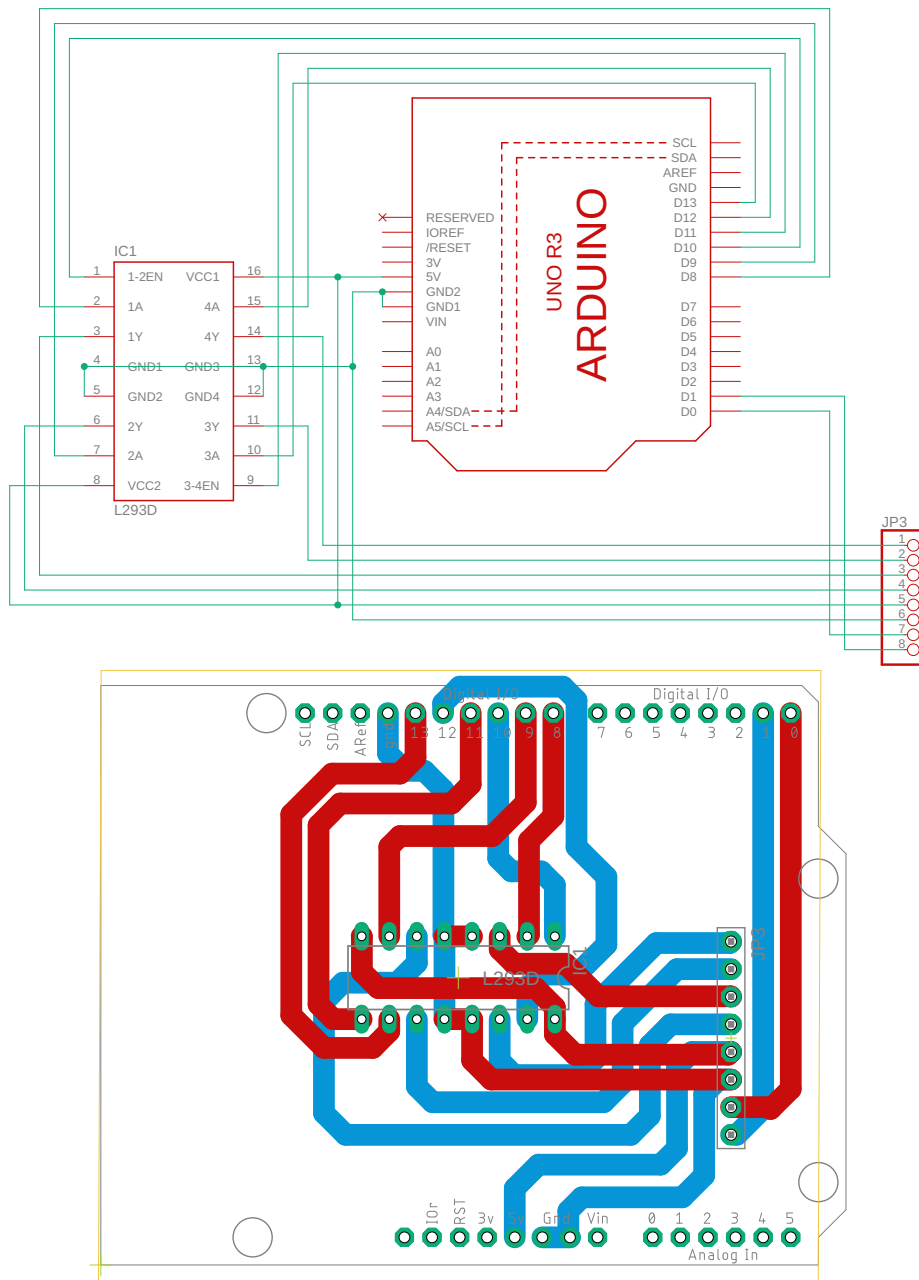 IC1
1 1-2EN VCC1 16
2 1A 4A 15
3 1Y 4Y 14
4 GND1 GND3 13
5 GND2 GND4 12
6 2Y 3Y 11
7 2A 3A 10
8 VCC2 3-4EN 9
L293D
RESERVED
IOREF
/RESET
3V
5V
GND2
GND1
VIN
A0
A1
A2
A3
A4/SDA
A5/SCL
UNO R3
ARDUINO
SCL
SDA
AREF
GND
D13
D12
D11
D10
D9
D8
D7
D6
D5
D4
D3
D2
D1
D0
JP3
1
2
3
4
5
6
7
8
Digital I/O Digital I/O
SCL SDA ARef gnd 13 12 11 10 9 8 7 6 5 4 3 2 1 0
JP3
L293D
IC1
IOr RST 3v 5v Gnd Vin 0 1 2 3 4 5
Analog In